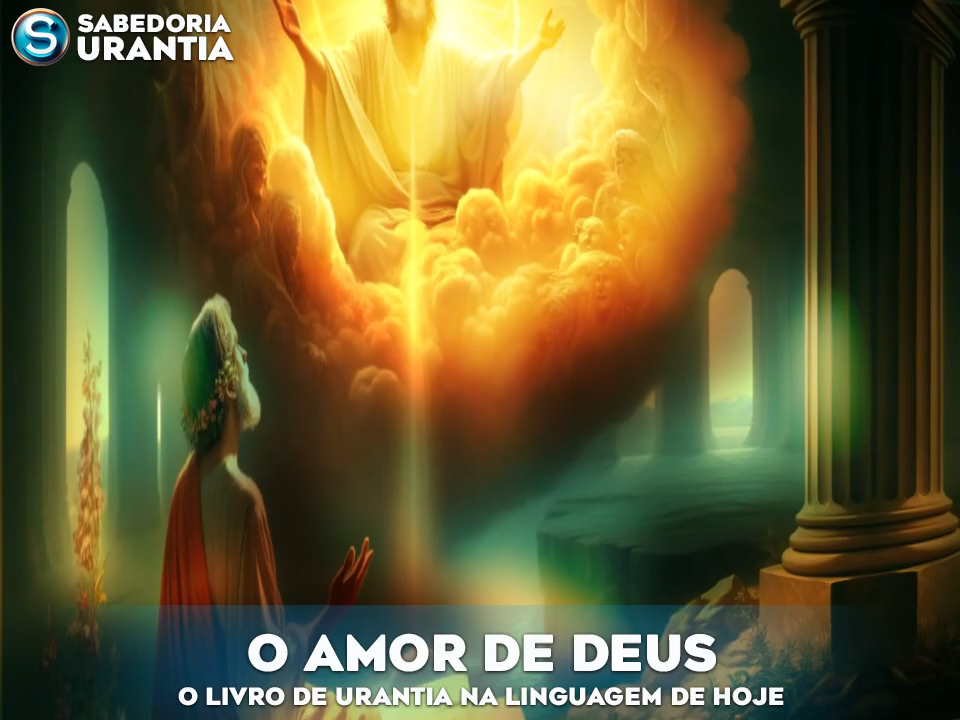 SABEDORIA
URANTIA
O AMOR DE DEUS
O LIVRO DE URANTIA NA LINGUAGEM DE HOJE